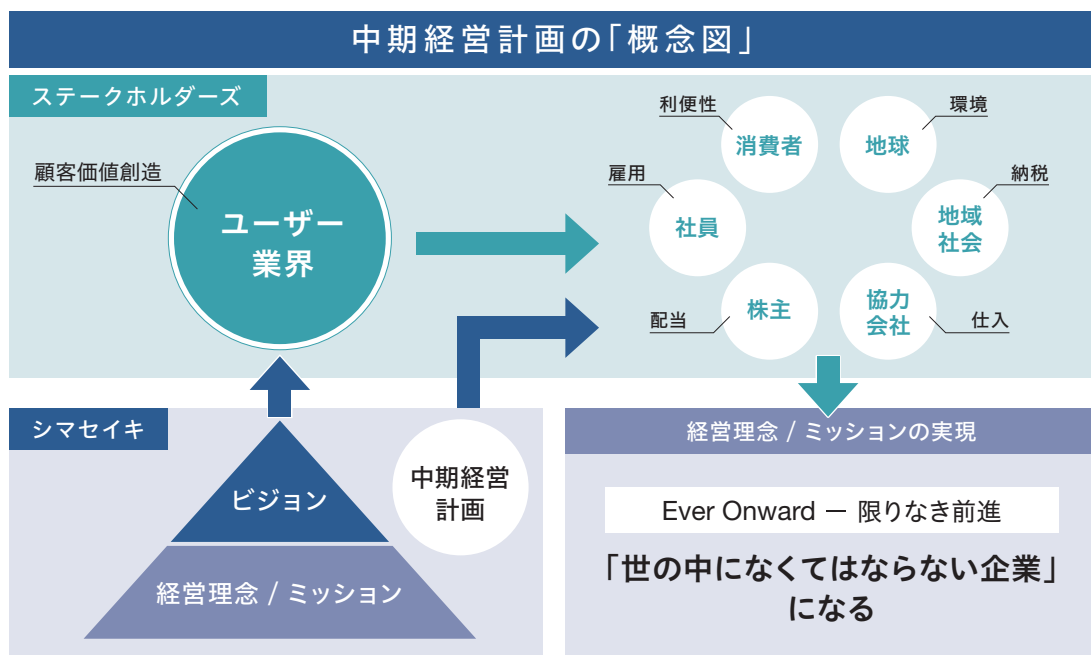 中期経営計画の「概念図」
ステークホルダーズ
顧客価値創造
ユーザー
業界
利便性
消費者
環境
地球
雇用
社員
納税
地域
社会
配当
株主
協力
会社
仕入
シマセイキ
ビジョン
経営理念 / ミッション
中期経営
計画
経営理念 / ミッションの実現
Ever Onward － 限りなき前進
「世の中になくてはならない企業」
になる